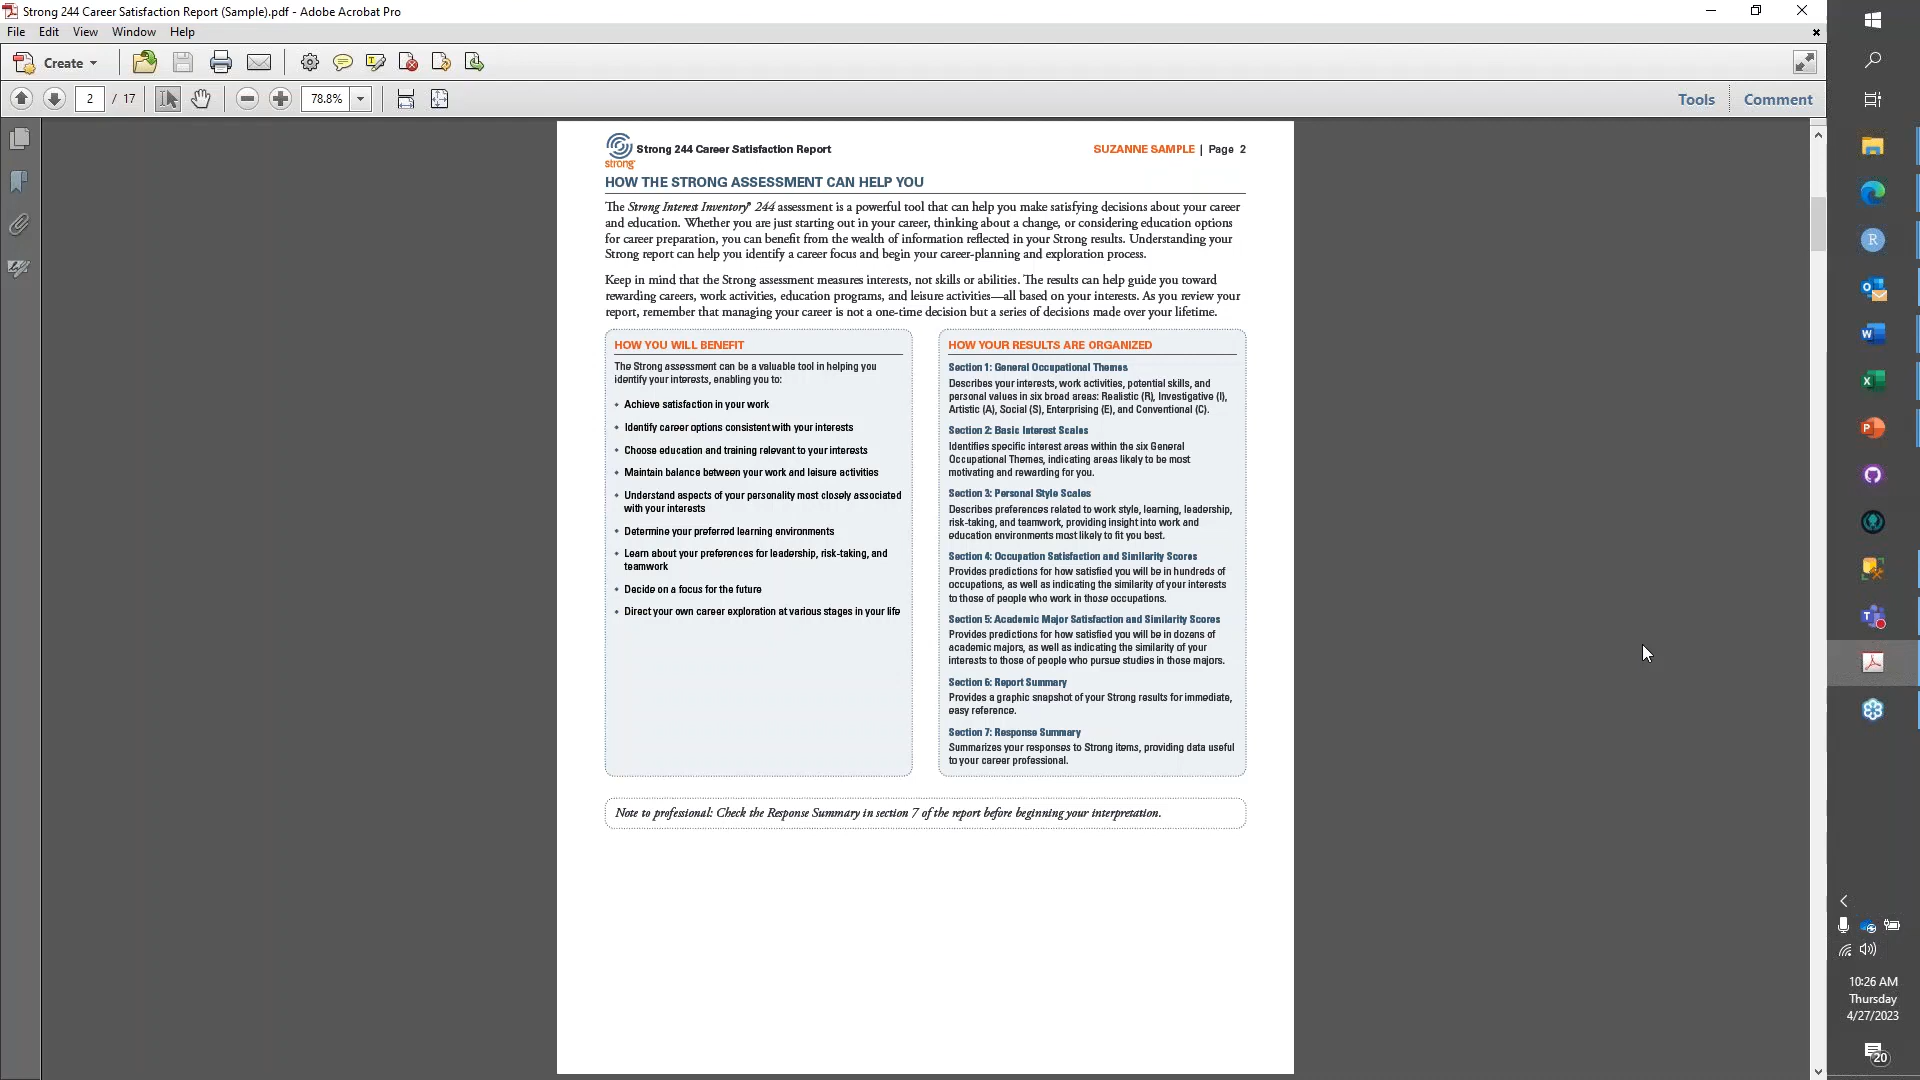 Strong 244 Career Satisfaction Report (Sample).pdf - Adobe Acrobat Pro
File Edit View Window Help
Create
2 / 17 78.8% Tools Comment
strong Strong 244 Career Satisfaction Report SUZANNE SAMPLE | Page 2
HOW THE STRONG ASSESSMENT CAN HELP YOU
The Strong Interest Inventory® 244 assessment is a powerful tool that can help you make satisfying decisions about your career
and education. Whether you are just starting out in your career, thinking about a change, or considering education options
for career preparation, you can benefit from the wealth of information reflected in your Strong results. Understanding your
Strong report can help you identify a career focus and begin your career-planning and exploration process.
Keep in mind that the Strong assessment measures interests, not skills or abilities. The results can help guide you toward
rewarding careers, work activities, education programs, and leisure activities—all based on your interests. As you review your
report, remember that managing your career is not a one-time decision but a series of decisions made over your lifetime.
HOW YOU WILL BENEFIT
The Strong assessment can be a valuable tool in helping you
identify your interests, enabling you to:
• Achieve satisfaction in your work
• Identify career options consistent with your interests
• Choose education and training relevant to your interests
• Maintain balance between your work and leisure activities
• Understand aspects of your personality most closely associated
with your interests
• Determine your preferred learning environments
• Learn about your preferences for leadership, risk-taking, and
teamwork
• Decide on a focus for the future
• Direct your own career exploration at various stages in your life
HOW YOUR RESULTS ARE ORGANIZED
Section 1: General Occupational Themes
Describes your interests, work activities, potential skills, and
personal values in six broad areas: Realistic (R), Investigative (I),
Artistic (A), Social (S), Enterprising (E), and Conventional (C).
Section 2: Basic Interest Scales
Identifies specific interest areas within the six General
Occupational Themes, indicating areas likely to be most
motivating and rewarding for you.
Section 3: Personal Style Scales
Describes preferences related to work style, learning, leadership,
risk-taking, and teamwork, providing insight into work and
education environments most likely to fit you best.
Section 4: Occupation Satisfaction and Similarity Scores
Provides predictions for how satisfied you will be in hundreds of
occupations, as well as indicating the similarity of your interests
to those of people who work in those occupations.
Section 5: Academic Major Satisfaction and Similarity Scores
Provides predictions for how satisfied you will be in dozens of
academic majors, as well as indicating the similarity of your
interests to those of people who pursue studies in those majors.
Section 6: Report Summary
Provides a graphic snapshot of your Strong results for immediate,
easy reference.
Section 7: Response Summary
Summarizes your responses to Strong items, providing data useful
to your career professional.
Note to professional: Check the Response Summary in section 7 of the report before beginning your interpretation.
10:26 AM
Thursday
4/27/2023
20